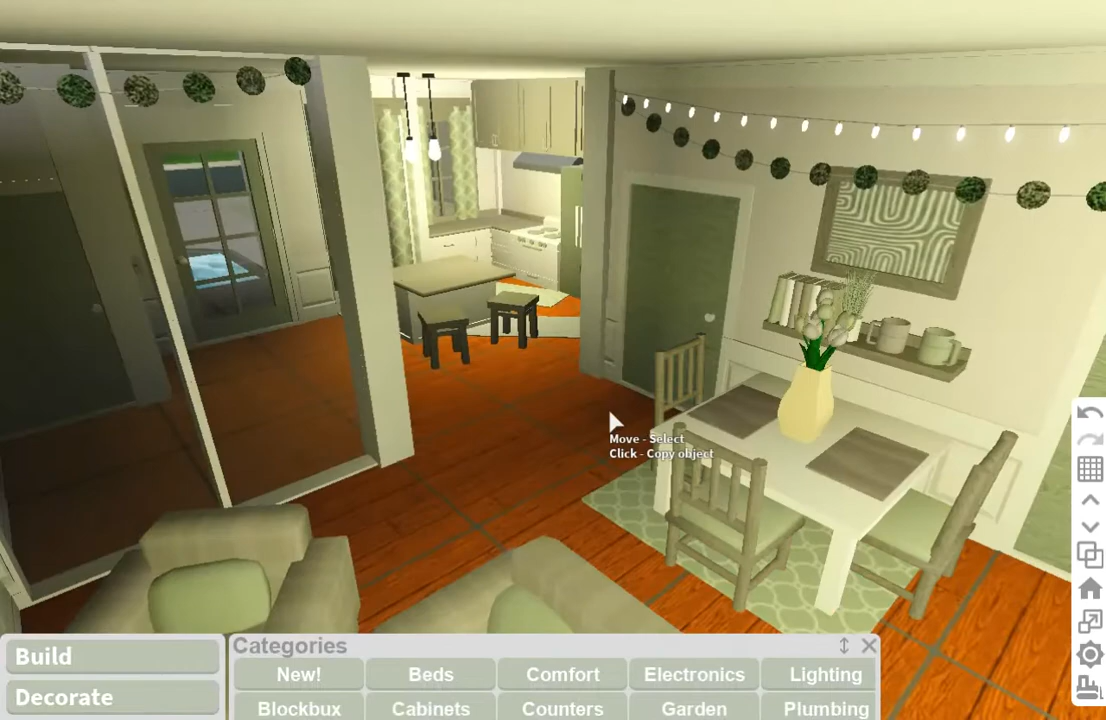 Move - Select
Click - Copy object
Build
Decorate
Categories
New!
Beds
Comfort
Electronics
Lighting
Blockbux
Cabinets
Counters
Garden
Plumbing